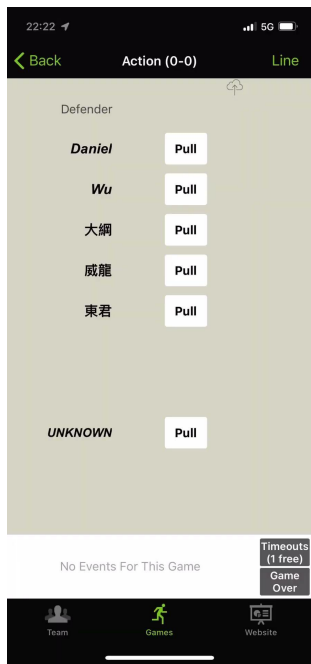 22:22 5G
Back Action (0-0) Line
Defender
Daniel Pull
Wu Pull
大綱 Pull
威龍 Pull
東君 Pull
UNKNOWN Pull
No Events For This Game
Timeouts
(1 free)
Game
Over
Team Games Website